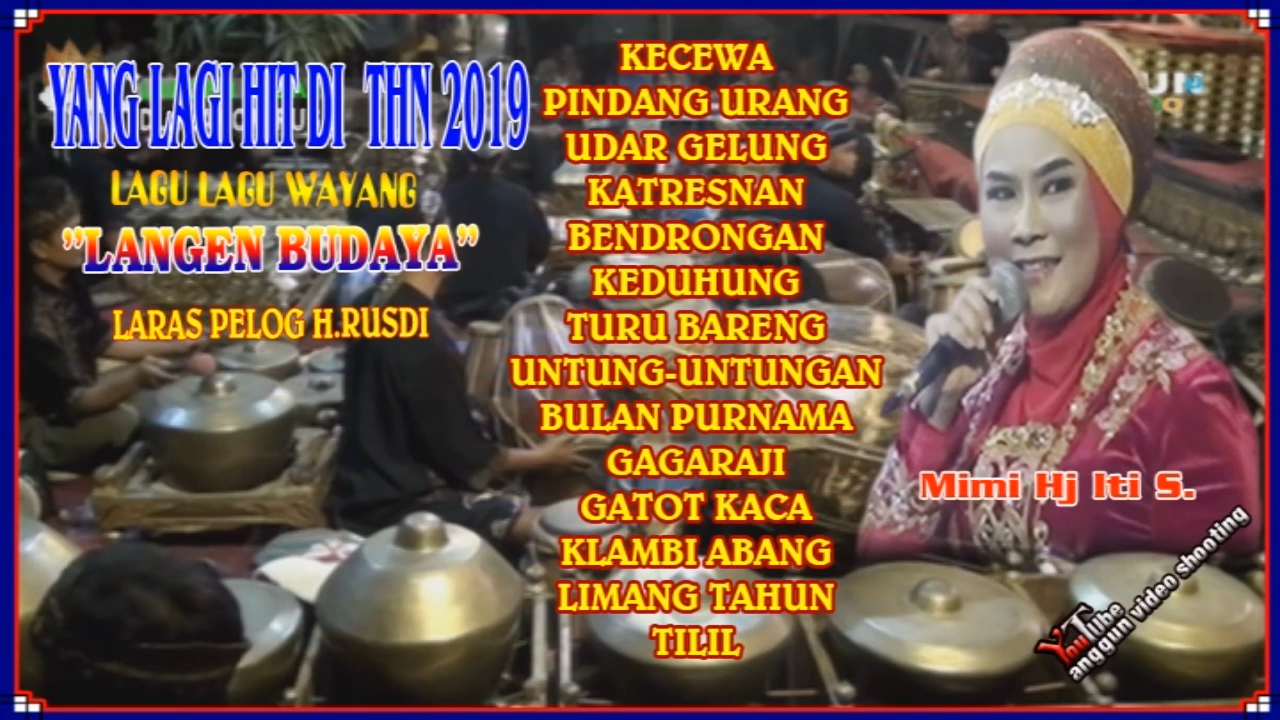 YANG LAGI HIT DI THN 2019
LAGU LAGU WAYANG
"LANGEN BUDAYA"
LARAS PELOG H.RUSDI
KECEWA
PINDANG URANG
UDAR GELUNG
KATRESNAN
BENDRONGAN
KEDUHUNG
TURU BARENG
UNTUNG-UNTUNGAN
BULAN PURNAMA
GAGARAJI
GATOT KACA
KLAMBI ABANG
LIMANG TAHUN
TILIL
Mimi Hj Iti S.
YouTube
anggun video shooting